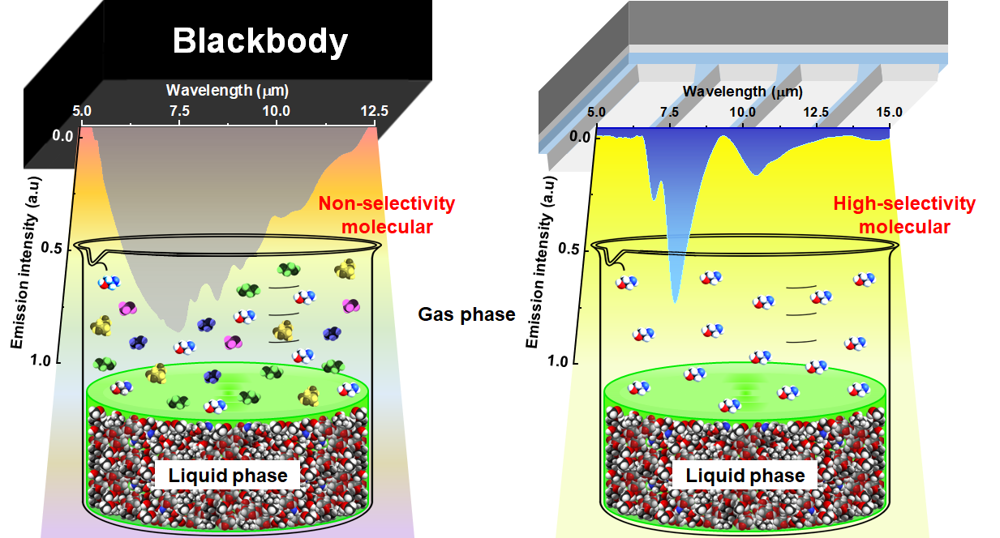 Blackbody
Wavelength (μm)
5.0 7.5 10.0 12.5
0.0
0.5
1.0
Emission intensity (a.u)
Non-selectivity
molecular
Liquid phase
Gas phase
Wavelength (μm)
5.0 7.5 10.0 12.5 15.0
0.0
0.5
1.0
Emission intensity (a.u)
High-selectivity
molecular
Liquid phase